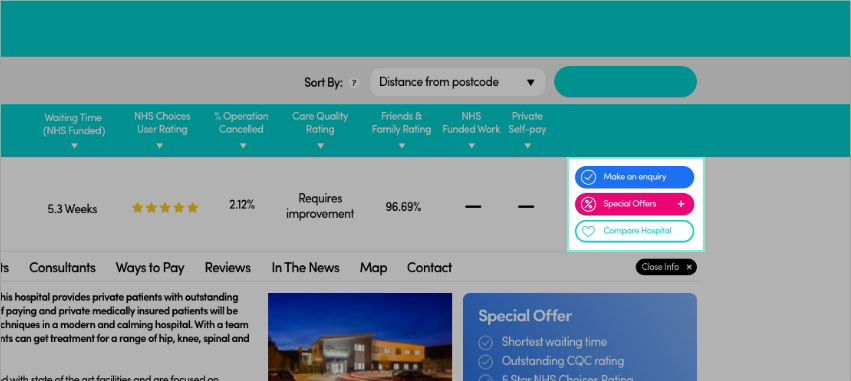 Sort By: ? Distance from postcode
Waiting Time
(NHS Funded)
NHS Choices
User Rating
% Operation
Cancelled
Care Quality
Rating
Friends &
Family Rating
NHS
Funded Work
Private
Self-pay
5.3 Weeks
2.12%
Requires
improvement
96.69%
Make an enquiry
Special Offers +
Compare Hospital
ts Consultants Ways to Pay Reviews In The News Map Contact
Close Info ×
his hospital provides private patients with outstanding
f paying and private medically insured patients will be
chniques in a modern and calming hospital. With a team
nts can get treatment for a range of hip, knee, spinal and
d with state of the art facilities and are focused on
Special Offer
Shortest waiting time
Outstanding CQC rating
5 Star NHS Choices Rating